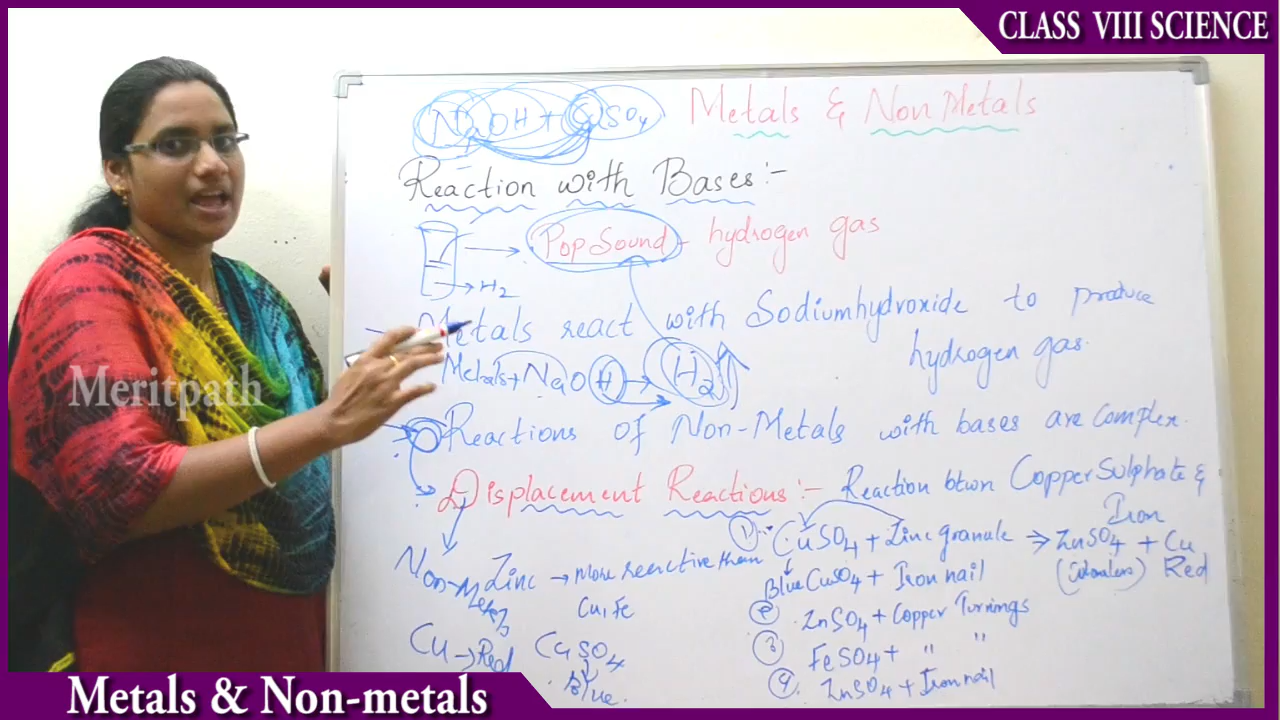 CLASS VIII SCIENCE
NaOH + CuSO4 Metals & Non Metals
Reaction with Bases:-
Pop Sound - hydrogen gas
→ H2
Metals react with Sodiumhydroxide to produce
hydrogen gas.
Metals + NaOH → H2 ↑
Reactions of Non-Metals with bases are complex.
Displacement Reactions:- Reaction btwn Copper Sulphate &
Iron
1) CuSO4 + Zinc granule → ZnSO4 + Cu
(Colourless) Red
Non-Metals Zinc → More reactive than
Cu, Fe
Blue CuSO4 + Iron nail
2 ZnSO4 + Copper Turnings
3 FeSO4 + " "
4 ZnSO4 + Iron nail
Cu → Red CuSO4
Blue
Meritpath
Metals & Non-metals